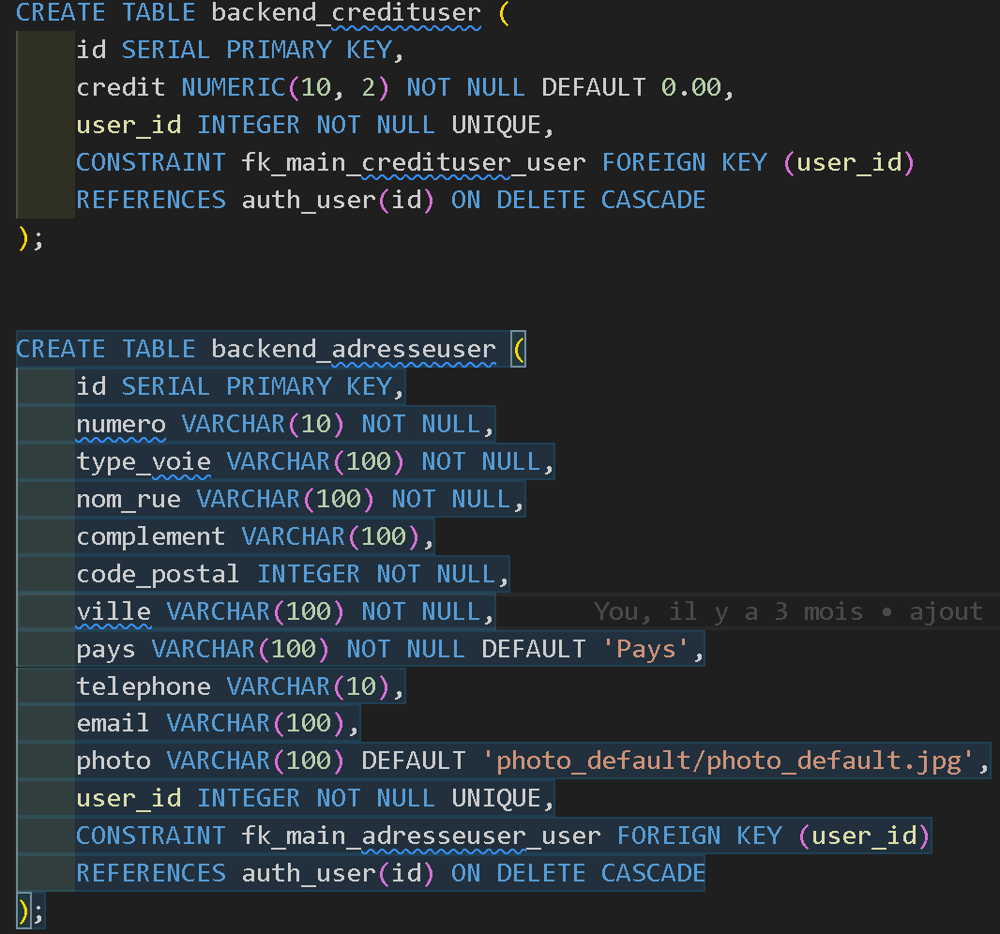 CREATE TABLE backend_credituser (
    id SERIAL PRIMARY KEY,
    credit NUMERIC(10, 2) NOT NULL DEFAULT 0.00,
    user_id INTEGER NOT NULL UNIQUE,
    CONSTRAINT fk_main_credituser_user FOREIGN KEY (user_id)
    REFERENCES auth_user(id) ON DELETE CASCADE
);
CREATE TABLE backend_adresseuser (
    id SERIAL PRIMARY KEY,
    numero VARCHAR(10) NOT NULL,
    type_voie VARCHAR(100) NOT NULL,
    nom_rue VARCHAR(100) NOT NULL,
    complement VARCHAR(100),
    code_postal INTEGER NOT NULL,
    ville VARCHAR(100) NOT NULL, You, il y a 3 mois • ajout
    pays VARCHAR(100) NOT NULL DEFAULT 'Pays',
    telephone VARCHAR(10),
    email VARCHAR(100),
    photo VARCHAR(100) DEFAULT 'photo_default/photo_default.jpg',
    user_id INTEGER NOT NULL UNIQUE,
    CONSTRAINT fk_main_adresseuser_user FOREIGN KEY (user_id)
    REFERENCES auth_user(id) ON DELETE CASCADE
);